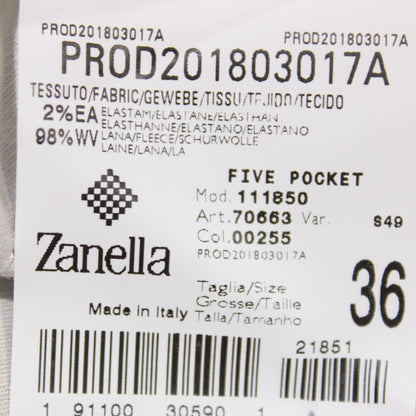 PROD201803017A PROD201803017A
PROD201803017A
TESSUTO/FABRIC/GEWEBE/TISSU/TEJIDO/TECIDO
2%EA ELASTAM/ELASTANE/ELASTHAN
ELASTHANNE/ELASTANO/ELASTANO
98%WV LANA/FLEECE/SCHURWOLLE
LAINE/LANA/LA
FIVE POCKET
Mod. 111850
Art. 70663 Var. S49
Col. 00255
PROD201803017A
Zanella
Taglia/Size
Grosse/Taille
Talla/Tamanho
36
Made in Italy
21851
1 91100 30590 1